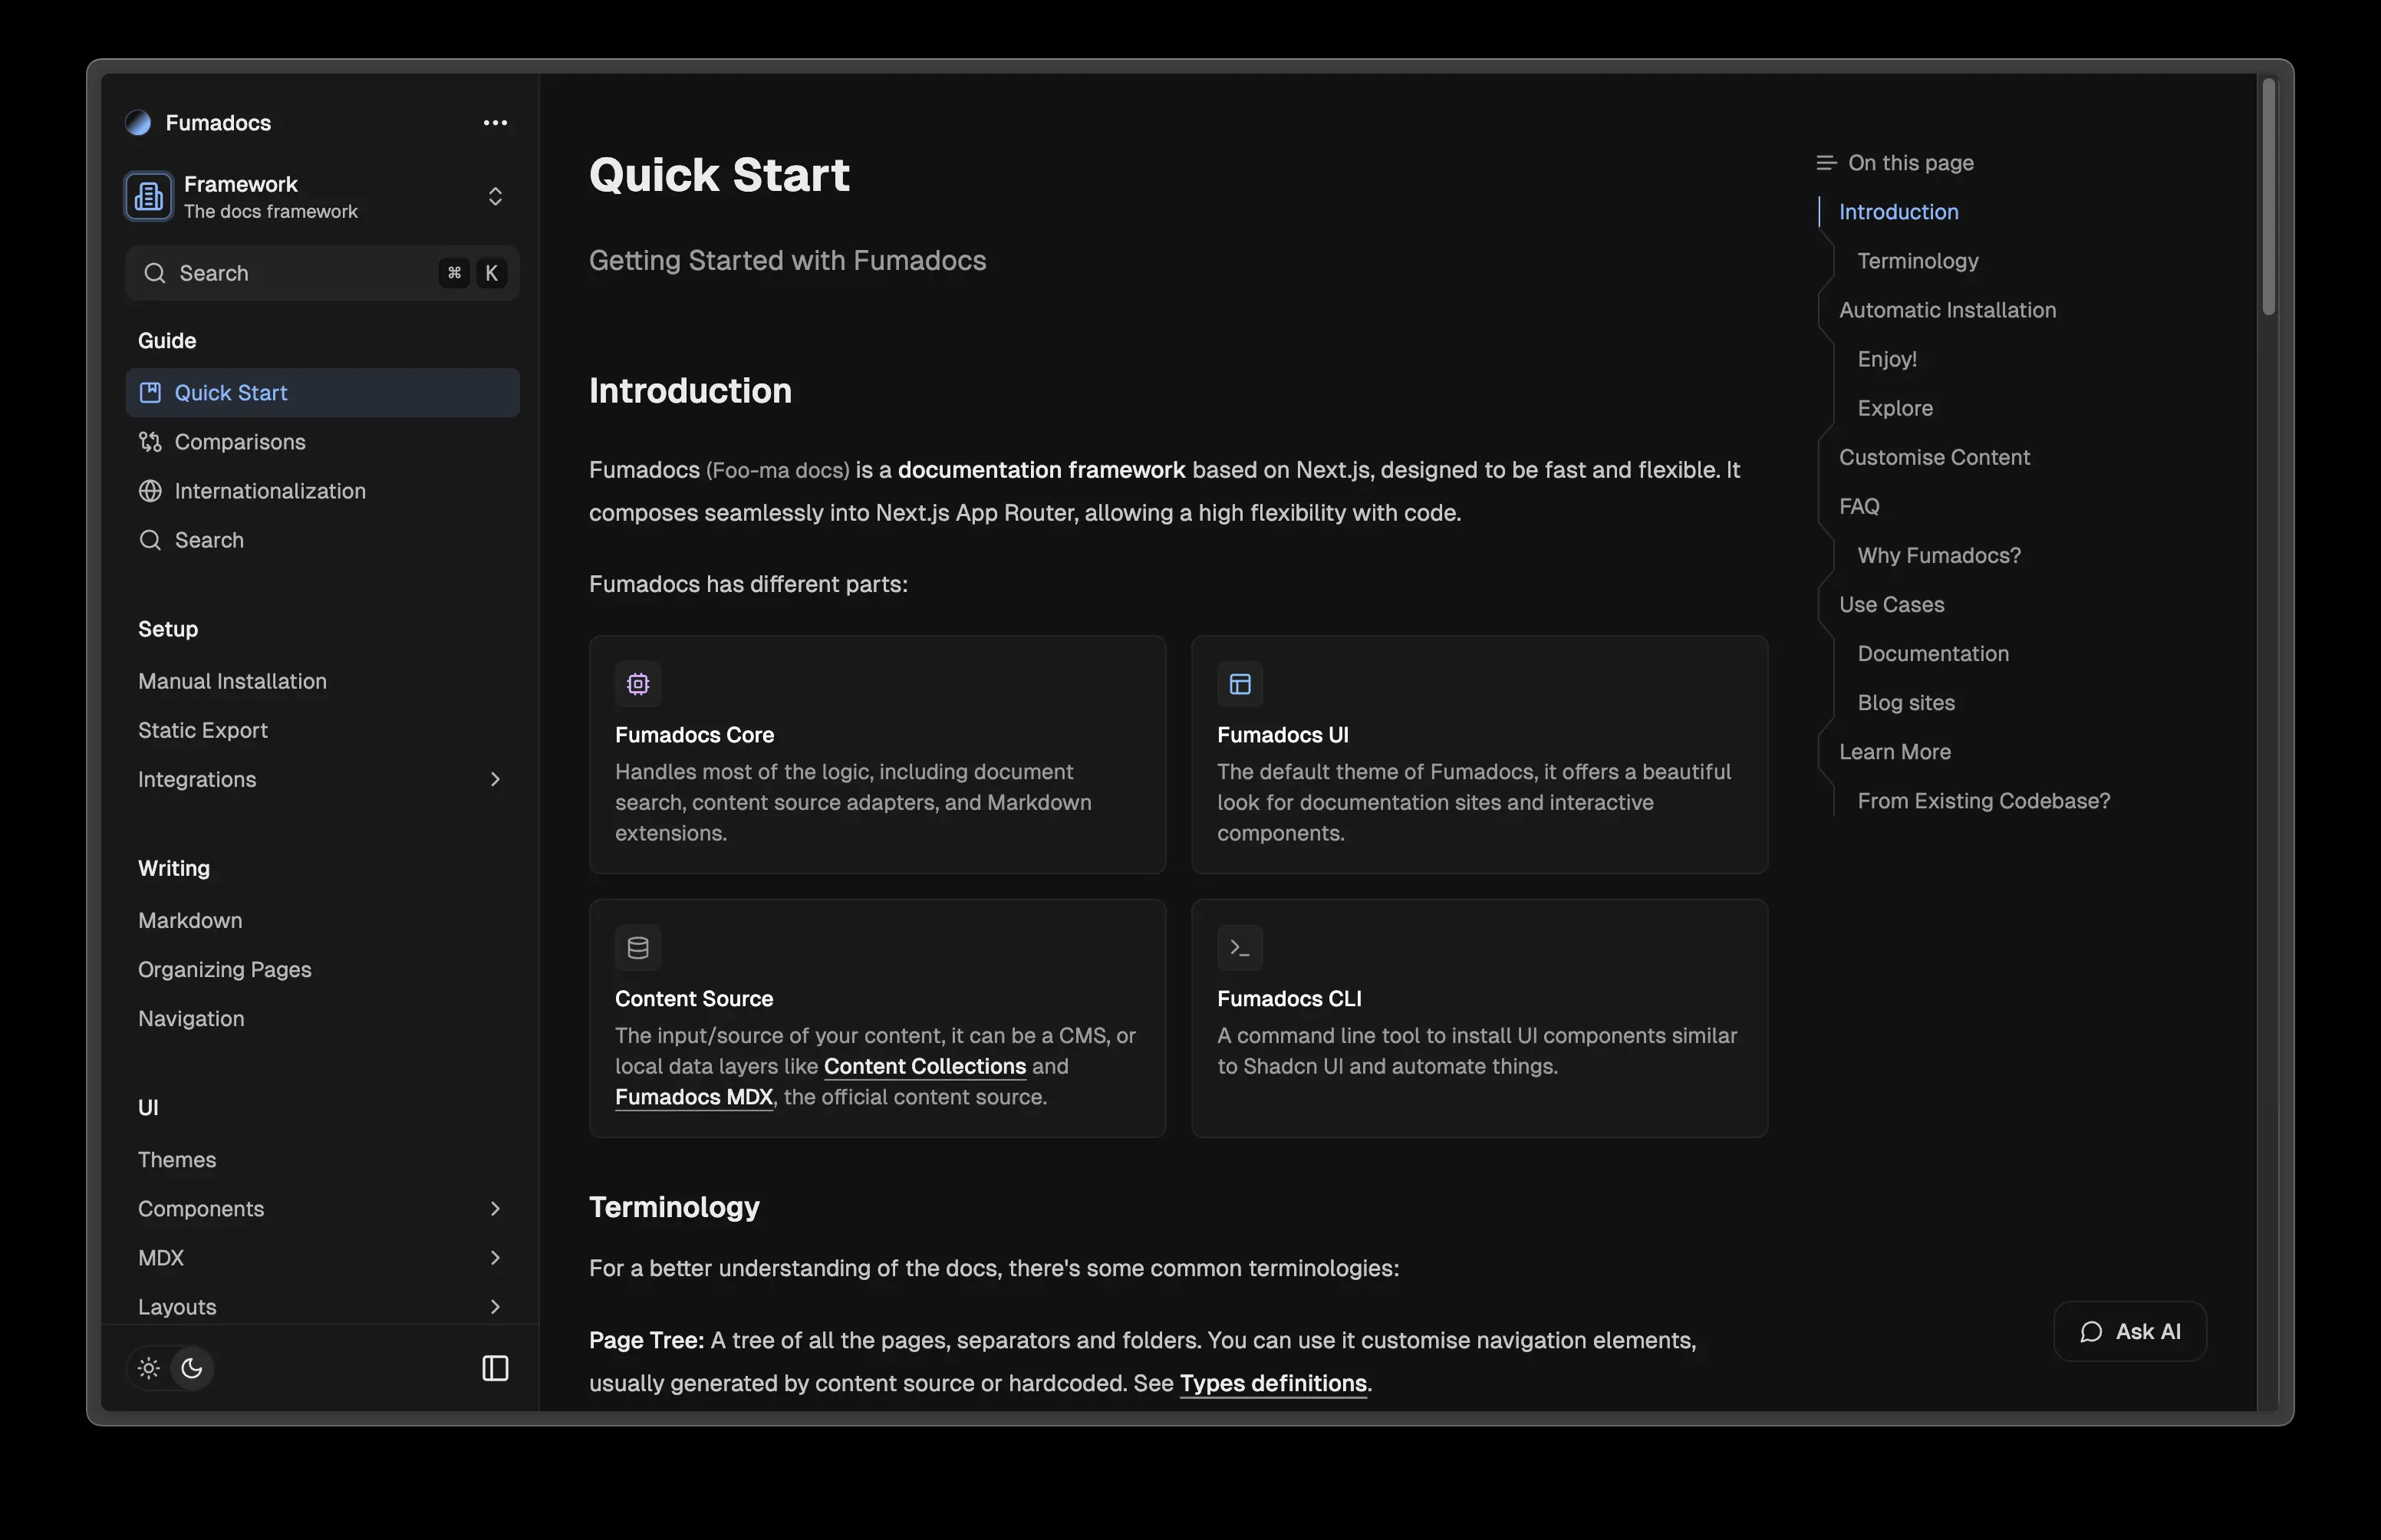 Fumadocs
Framework
The docs framework
Search
⌘ K
Guide
Quick Start
Comparisons
Internationalization
Search
Setup
Manual Installation
Static Export
Integrations
Writing
Markdown
Organizing Pages
Navigation
UI
Themes
Components
MDX
Layouts
Quick Start
Getting Started with Fumadocs
Introduction
Fumadocs (Foo-ma docs) is a documentation framework based on Next.js, designed to be fast and flexible. It
composes seamlessly into Next.js App Router, allowing a high flexibility with code.
Fumadocs has different parts:
Fumadocs Core
Handles most of the logic, including document
search, content source adapters, and Markdown
extensions.
Fumadocs UI
The default theme of Fumadocs, it offers a beautiful
look for documentation sites and interactive
components.
Content Source
The input/source of your content, it can be a CMS, or
local data layers like Content Collections and
Fumadocs MDX, the official content source.
Fumadocs CLI
A command line tool to install UI components similar
to Shadcn UI and automate things.
Terminology
For a better understanding of the docs, there's some common terminologies:
Page Tree: A tree of all the pages, separators and folders. You can use it customise navigation elements,
usually generated by content source or hardcoded. See Types definitions.
On this page
Introduction
Terminology
Automatic Installation
Enjoy!
Explore
Customise Content
FAQ
Why Fumadocs?
Use Cases
Documentation
Blog sites
Learn More
From Existing Codebase?
Ask AI